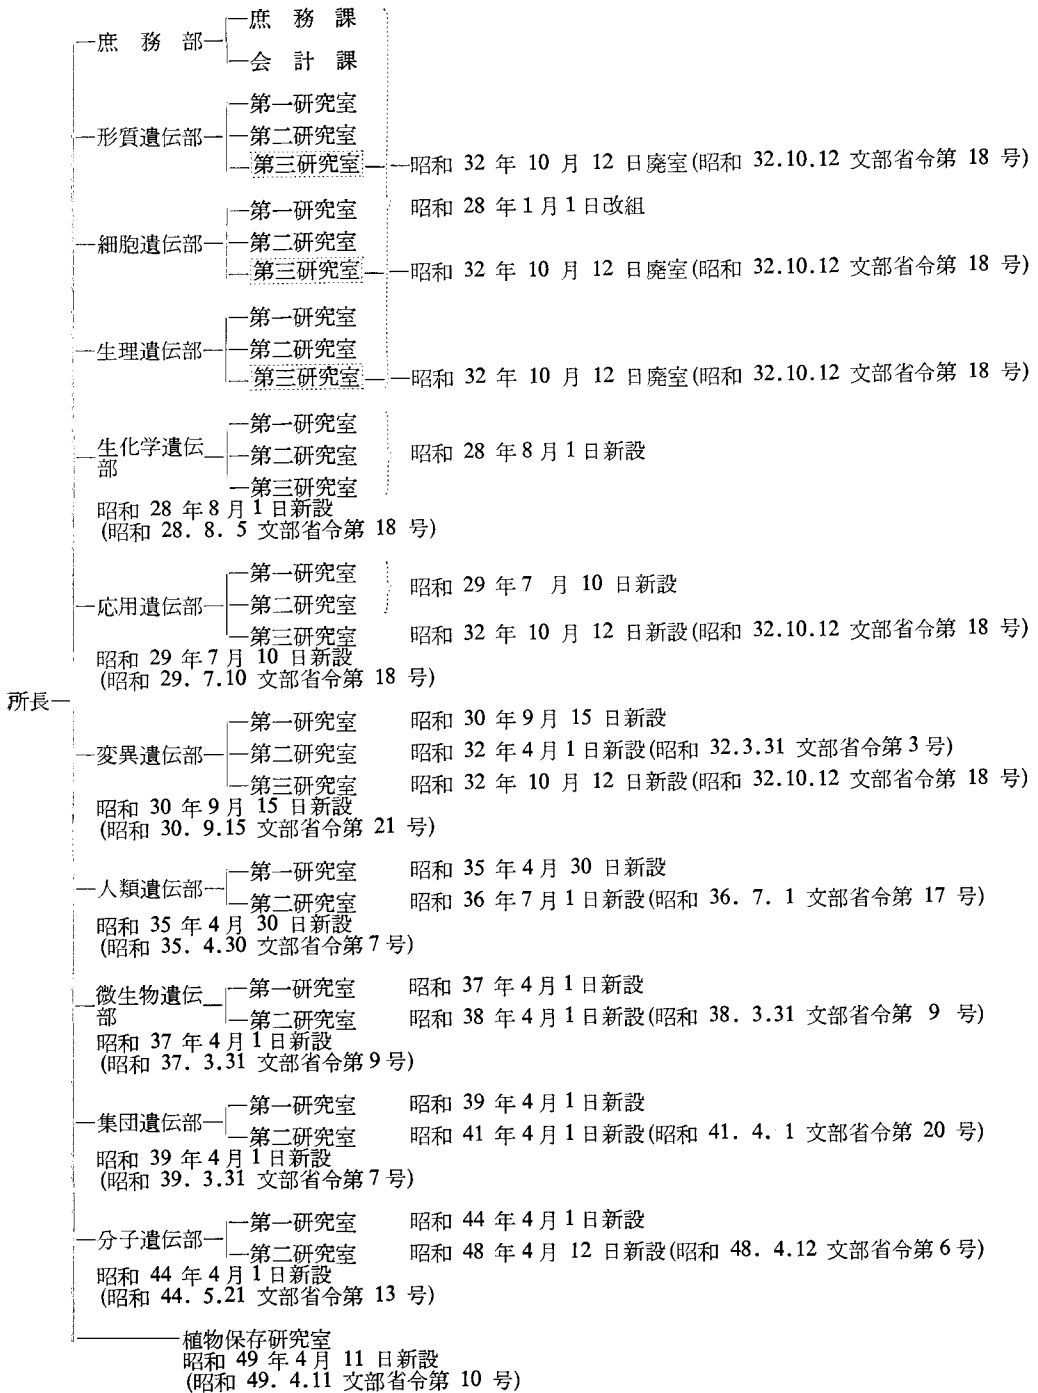 庶務課
庶務部
会計課
第一研究室
形質遺伝部 第二研究室
第三研究室 昭和 32 年 10 月 12 日廃室(昭和 32.10.12 文部省令第 18 号)
第一研究室 昭和 28 年1月1日改組
細胞遺伝部 第二研究室
第三研究室 昭和 32 年 10 月 12 日廃室(昭和 32.10.12 文部省令第 18 号)
第一研究室
生理遺伝部 第二研究室
第三研究室 昭和 32 年 10 月 12 日廃室(昭和 32.10.12 文部省令第 18 号)
第一研究室
生化学遺伝部 第二研究室 昭和 28 年8月1日新設
第三研究室
昭和 28 年8月1日新設
(昭和 28. 8. 5 文部省令第 18 号)
第一研究室 昭和 29 年7 月 10 日新設
応用遺伝部 第二研究室
第三研究室 昭和 32 年 10 月 12 日新設(昭和 32.10.12 文部省令第 18 号)
昭和 29 年7月 10 日新設
(昭和 29. 7.10 文部省令第 18 号)
所長
第一研究室 昭和 30 年9月 15 日新設
変異遺伝部 第二研究室 昭和 32 年4月1日新設(昭和 32.3.31 文部省令第3号)
第三研究室 昭和 32 年 10 月 12 日新設(昭和 32.10.12 文部省令第 18 号)
昭和 30 年9月 15 日新設
(昭和 30. 9.15 文部省令第 21 号)
第一研究室 昭和 35 年4月 30 日新設
人類遺伝部
第二研究室 昭和 36 年7月1日新設(昭和 36. 7. 1 文部省令第 17 号)
昭和 35 年4月 30 日新設
(昭和 35. 4.30 文部省令第7号)
第一研究室 昭和 37 年4月1日新設
微生物遺伝部
第二研究室 昭和 38 年4月1日新設(昭和 38. 3.31 文部省令第 9 号)
昭和 37 年4月1日新設
(昭和 37. 3.31 文部省令第9号)
第一研究室 昭和 39 年4月1日新設
集団遺伝部
第二研究室 昭和 41 年4月1日新設(昭和 41. 4. 1 文部省令第 20 号)
昭和 39 年4月1日新設
(昭和 39. 3.31 文部省令第7号)
第一研究室 昭和 44 年4月1日新設
分子遺伝部
第二研究室 昭和 48 年4月 12 日新設(昭和 48. 4.12 文部省令第6号)
昭和 44 年4月1日新設
(昭和 44. 5.21 文部省令第 13 号)
植物保存研究室
昭和 49 年4月 11 日新設
(昭和 49. 4.11 文部省令第 10 号)